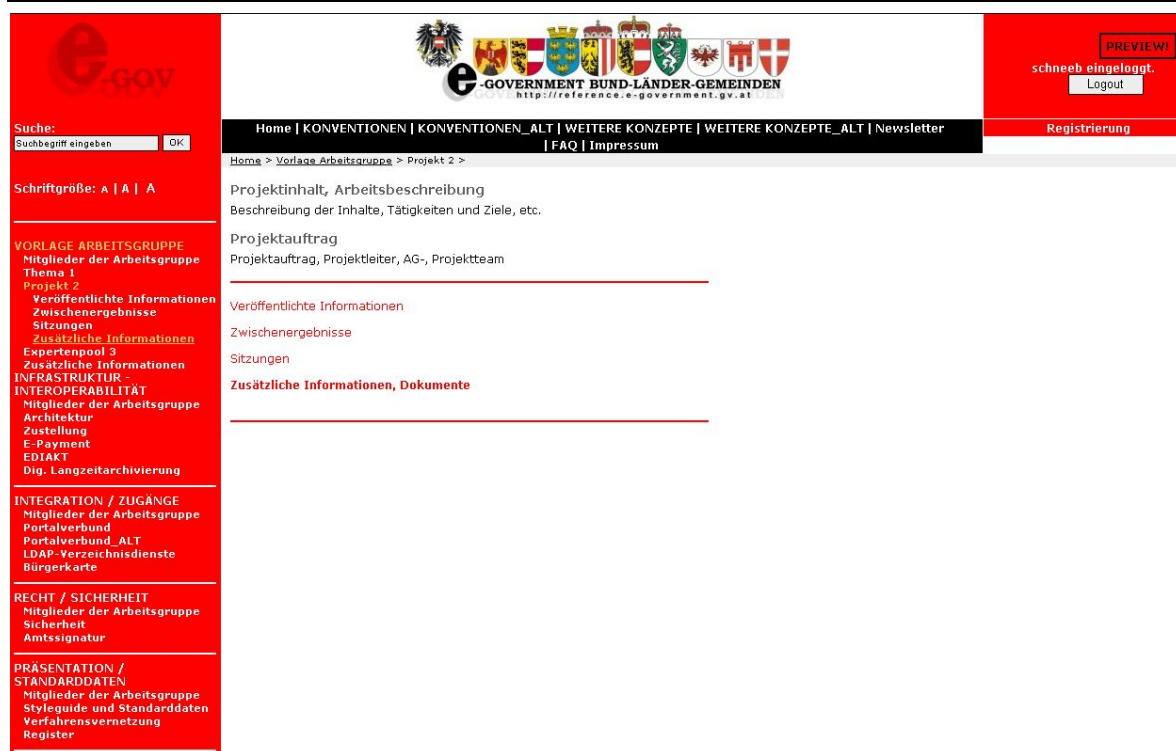 e-GOV
e-GOVERNMENT BUND-LÄNDER-GEMEINDEN
http://reference.e-government.gv.at
PREVIEW!
schneeb eingeloggt.
Logout
Suche:
Suchbegriff eingeben OK
Home | KONVENTIONEN | KONVENTIONEN_ALT | WEITERE KONZEPTE | WEITERE KONZEPTE_ALT | Newsletter
| FAQ | Impressum
Registrierung
Home > Vorlage Arbeitsgruppe > Projekt 2 >
Schriftgröße: A | A | A
VORLAGE ARBEITSGRUPPE
Mitglieder der Arbeitsgruppe
Thema 1
Projekt 2
Veröffentlichte Informationen
Zwischenergebnisse
Sitzungen
Zusätzliche Informationen
Expertenpool 3
Zusätzliche Informationen
INFRASTRUKTUR -
INTEROPERABILITÄT
Mitglieder der Arbeitsgruppe
Architektur
Zustellung
E-Payment
EDIAKT
Dig. Langzeitarchivierung
INTEGRATION / ZUGÄNGE
Mitglieder der Arbeitsgruppe
Portalverbund
Portalverbund_ALT
LDAP-Verzeichnisdienste
Bürgerkarte
RECHT / SICHERHEIT
Mitglieder der Arbeitsgruppe
Sicherheit
Amtssignatur
PRÄSENTATION /
STANDARDDATEN
Mitglieder der Arbeitsgruppe
Styleguide und Standarddaten
Verfahrensvernetzung
Register
Projektinhalt, Arbeitsbeschreibung
Beschreibung der Inhalte, Tätigkeiten und Ziele, etc.
Projektauftrag
Projektauftrag, Projektleiter, AG-, Projektteam
Veröffentlichte Informationen
Zwischenergebnisse
Sitzungen
Zusätzliche Informationen, Dokumente